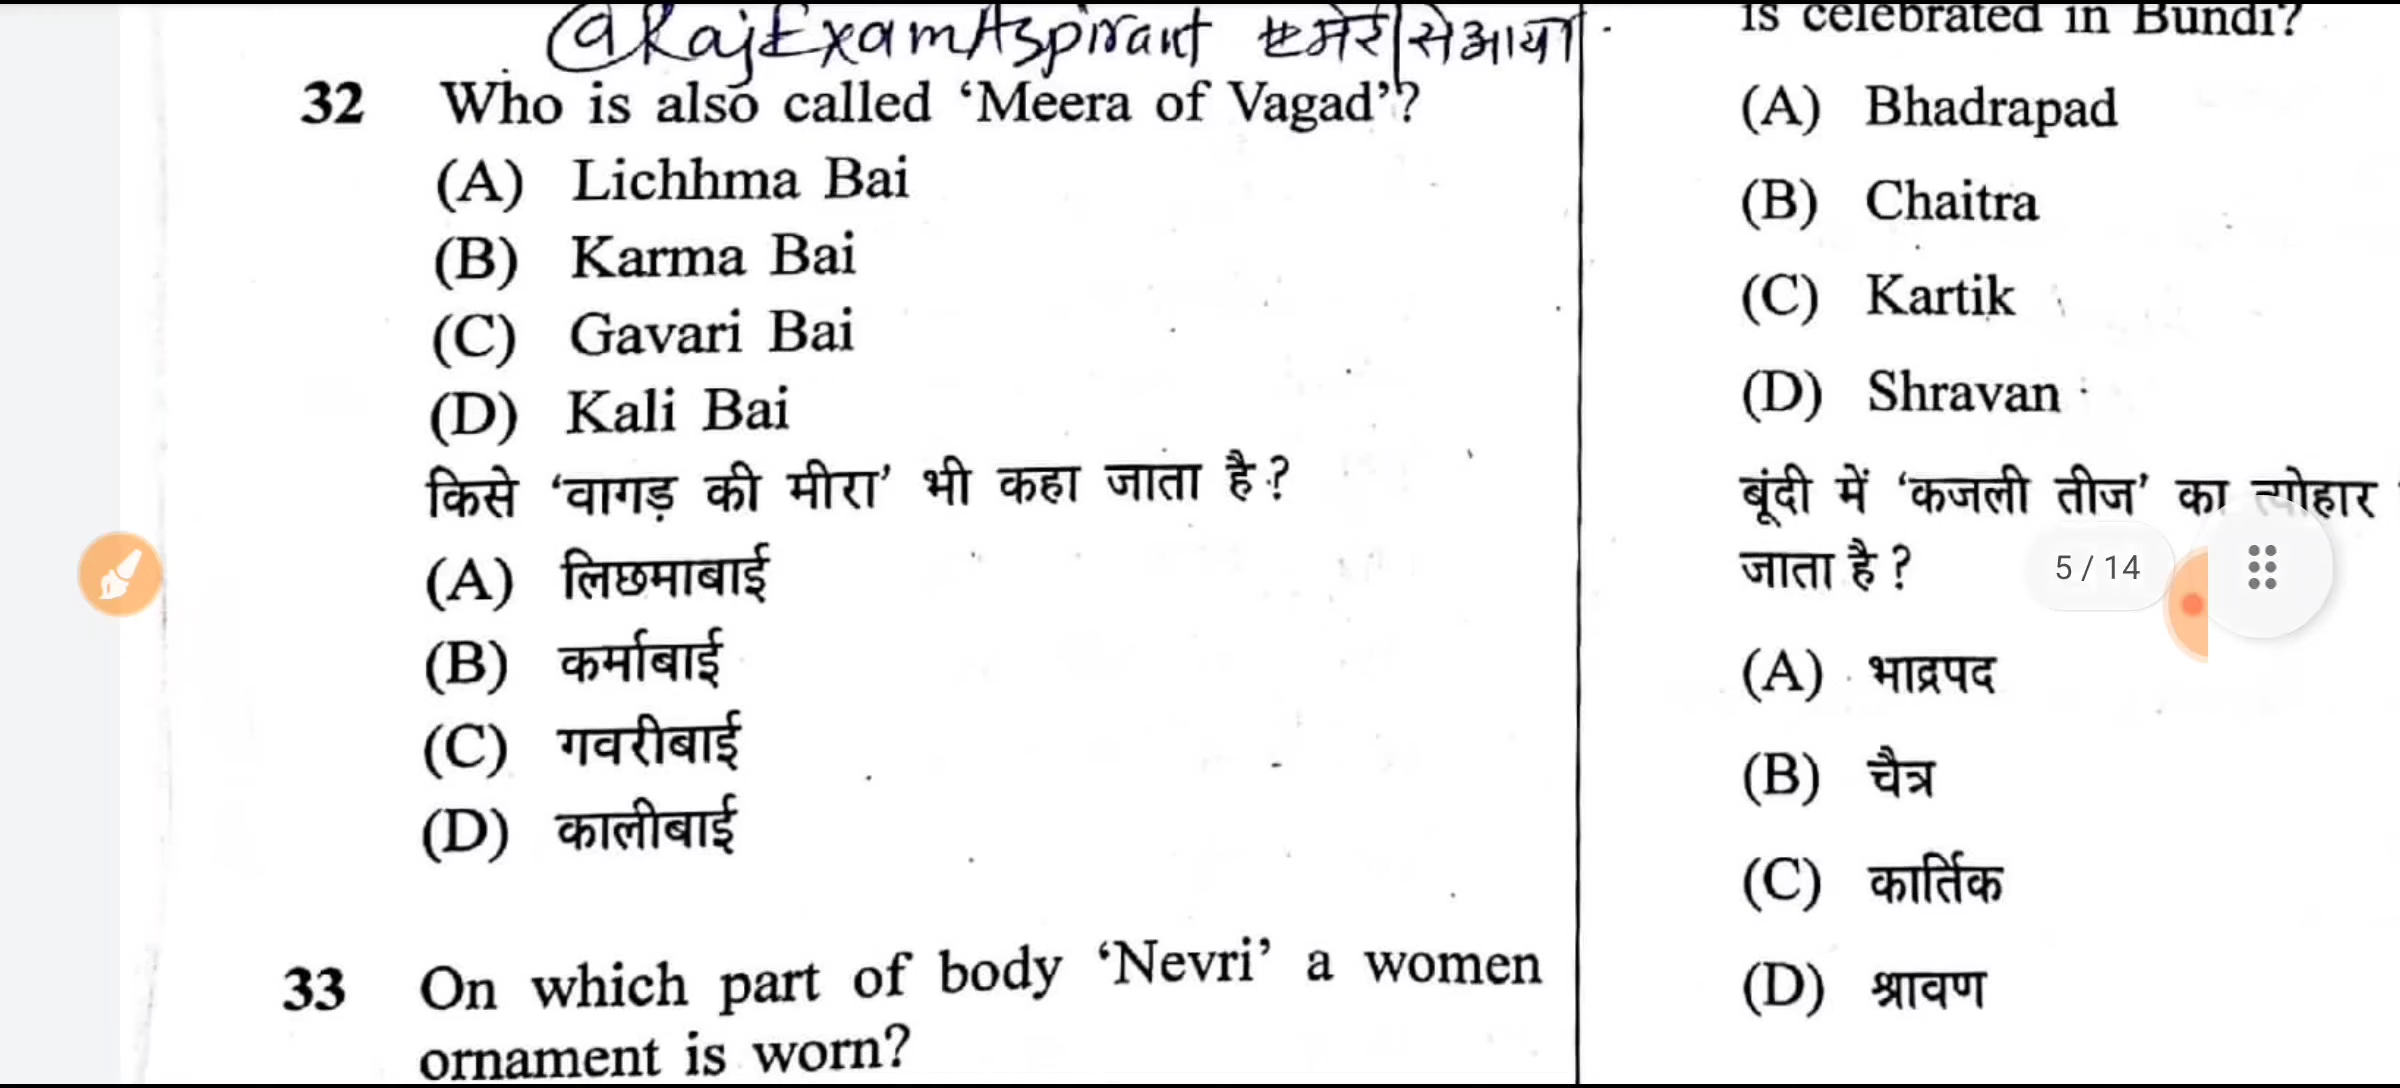 @RajExamAspirant
32 Who is also called ‘Meera of Vagad’?
(A) Lichhma Bai
(B) Karma Bai
(C) Gavari Bai
(D) Kali Bai
किसे ‘वागड़ की मीरा’ भी कहा जाता है ?
(A) लिछमाबाई
(B) कर्माबाई
(C) गवरीबाई
(D) कालीबाई
33 On which part of body ‘Nevri’ a women
ornament is worn?
is celebrated in Bundi?
(A) Bhadrapad
(B) Chaitra
(C) Kartik
(D) Shravan
बूंदी में ‘कजली तीज’ का त्योहार
जाता है ?
5 / 14
(A) भाद्रपद
(B) चैत्र
(C) कार्तिक
(D) श्रावण